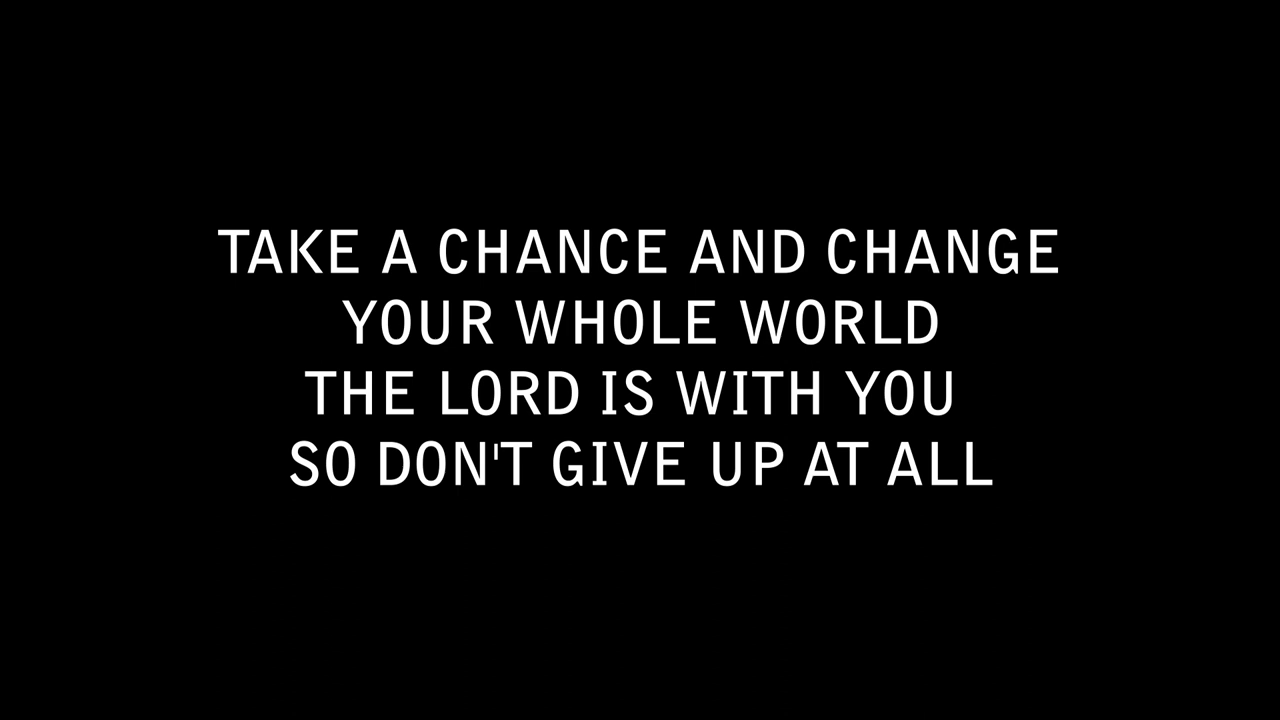 TAKE A CHANCE AND CHANGE
YOUR WHOLE WORLD
THE LORD IS WITH YOU
SO DON'T GIVE UP AT ALL